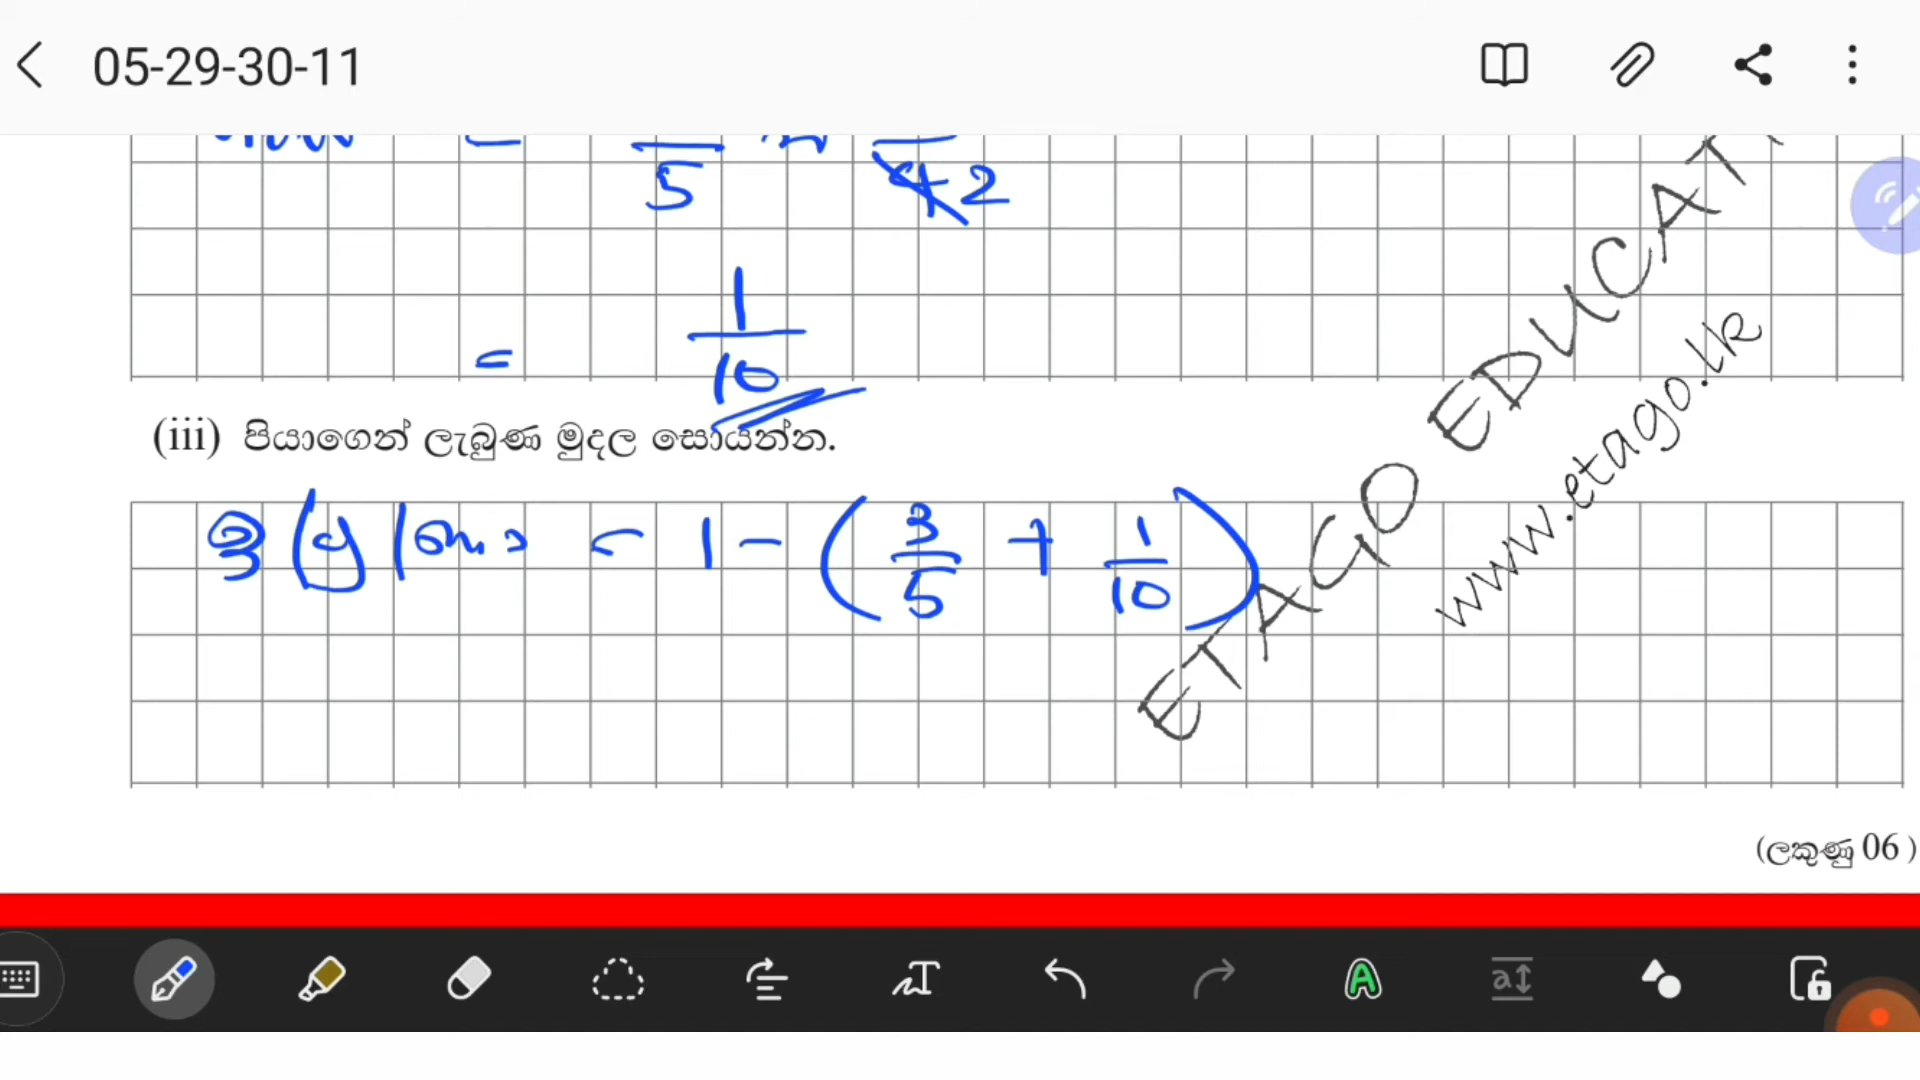 05-29-30-11
5 42
= 1/10
(iii) පියාගෙන් ලැබුණ මුදල සොයන්න.
ඉ = 1 - (3/5 + 1/10)
ETAGO EDUCAT
www.etago.lk
(ලකුණු 06)